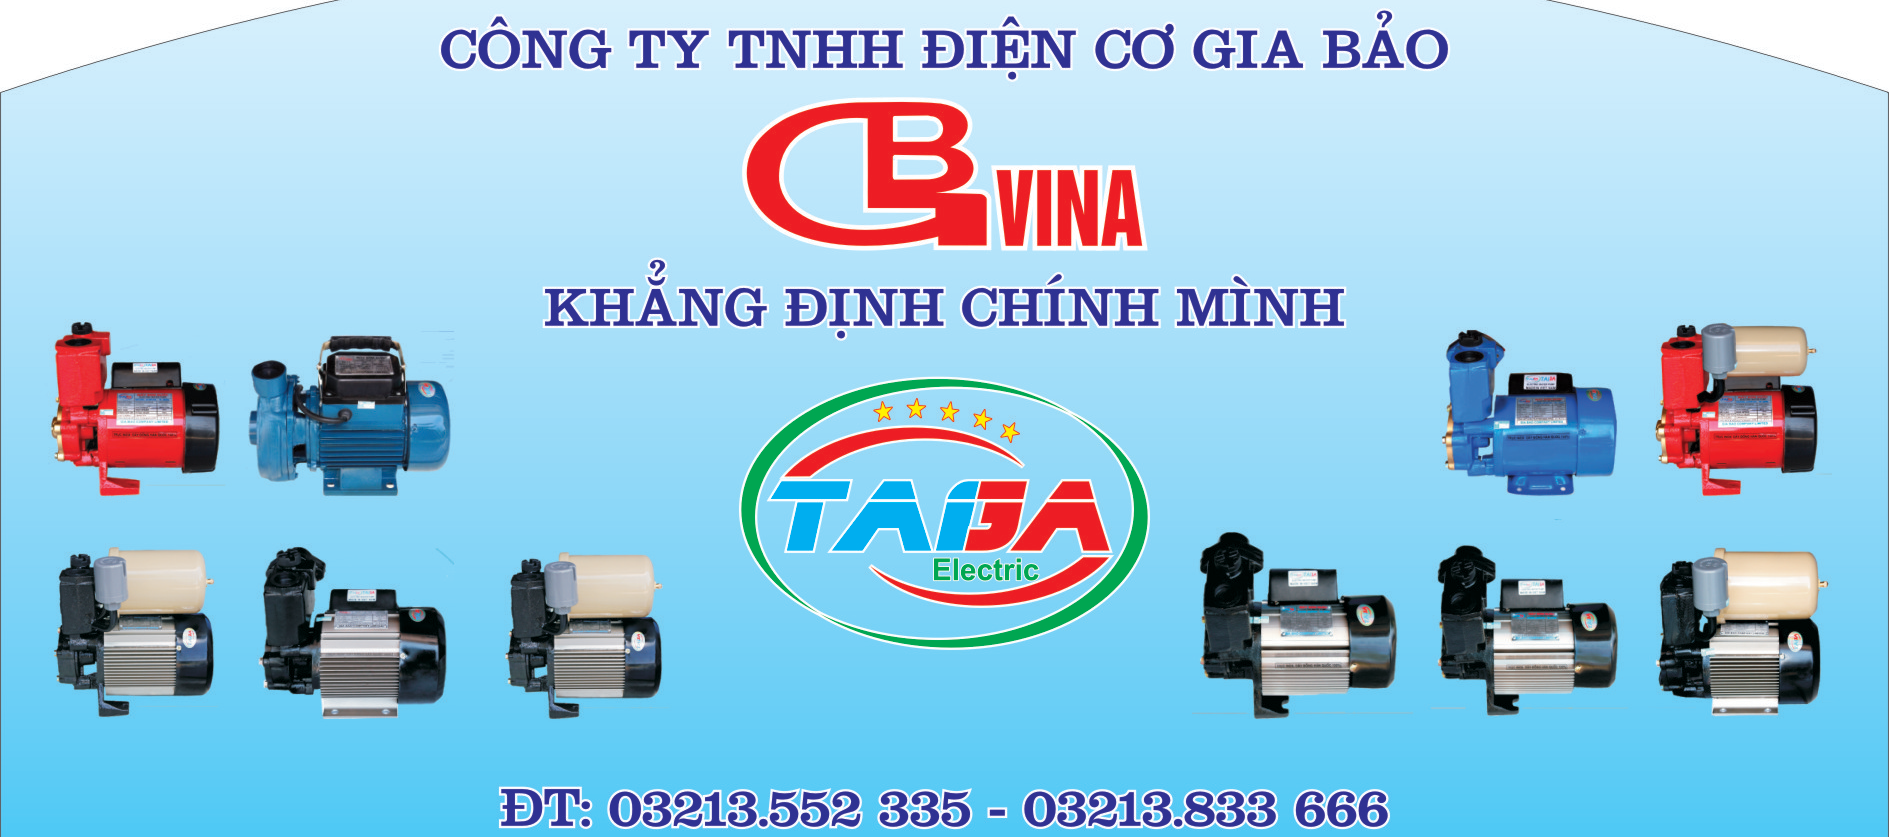 CÔNG TY TNHH ĐIỆN CƠ GIA BẢO
GB VINA
KHẲNG ĐỊNH CHÍNH MÌNH
TAGA
Electric
ĐT: 03213.552 335 - 03213.833 666